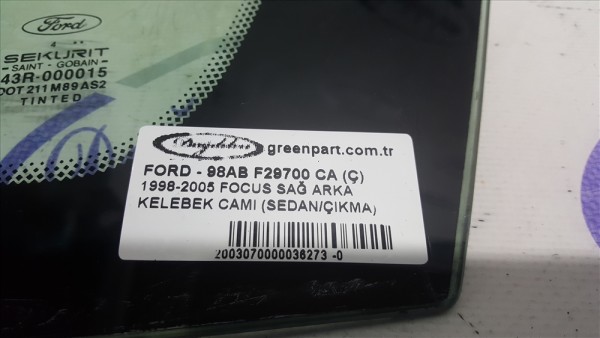 Ford
4 ..
SEKURIT
SAINT - GOBAIN
43R-000015
DOT 211 M89 AS2
TINTED
greenpart.com.tr
FORD - 98AB F29700 CA (Ç)
1998-2005 FOCUS SAĞ ARKA
KELEBEK CAMI (SEDAN/ÇIKMA)
2003070000036273 -0